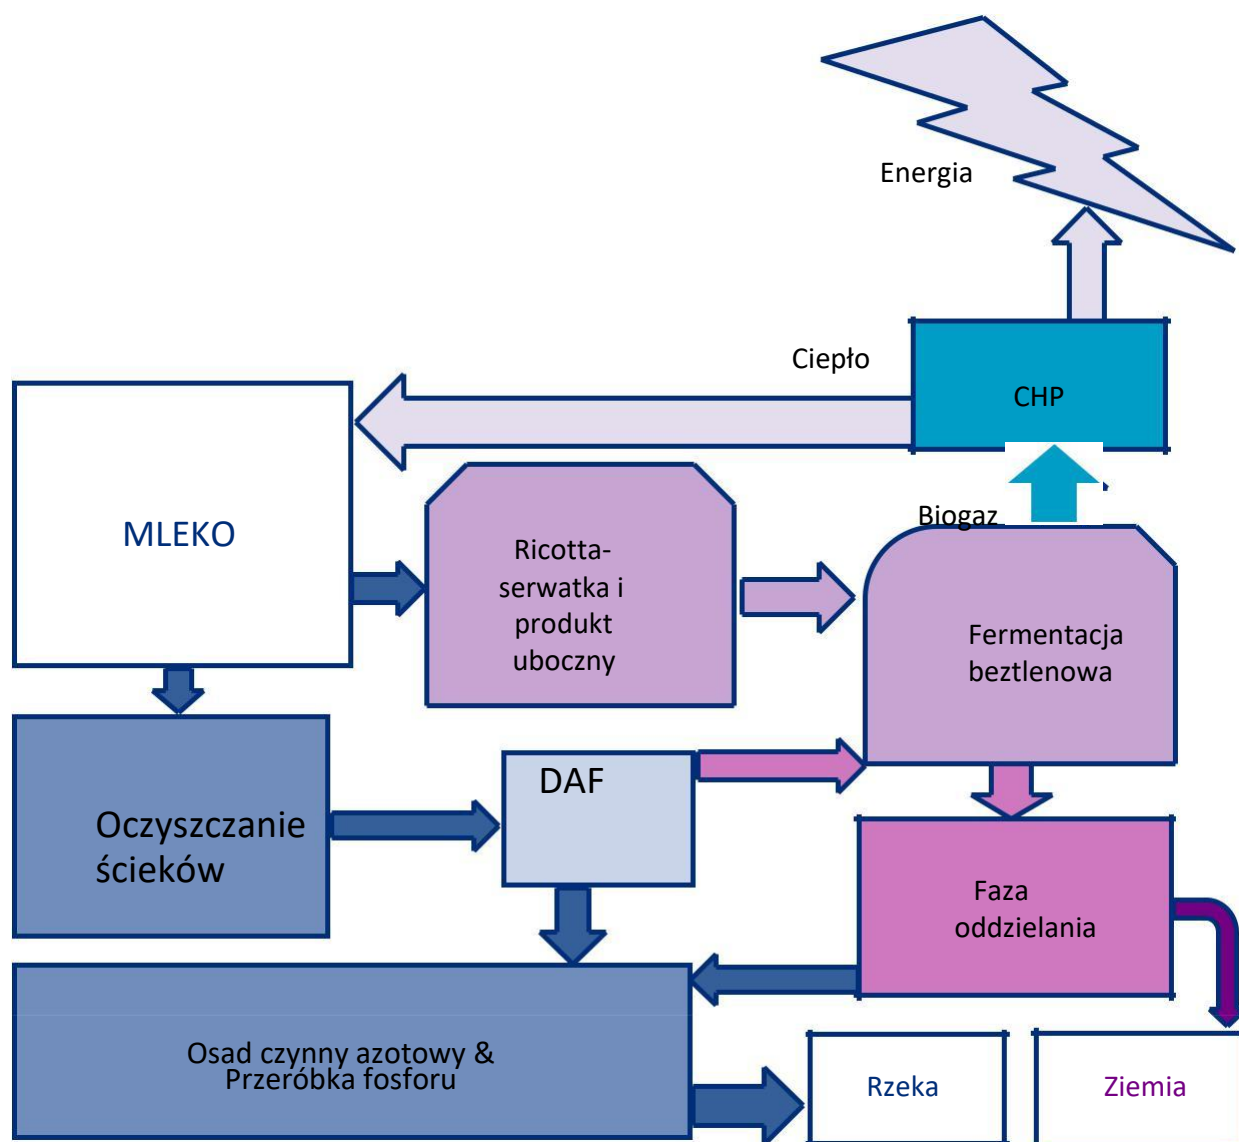 Energia
Ciepło
CHP
MLEKO
Biogaz
Ricotta-
serwatka i
produkt
uboczny
Fermentacja
beztlenowa
DAF
Oczyszczanie
ścieków
Faza
oddzielania
Osad czynny azotowy &
Przeróbka fosforu
Rzeka
Ziemia